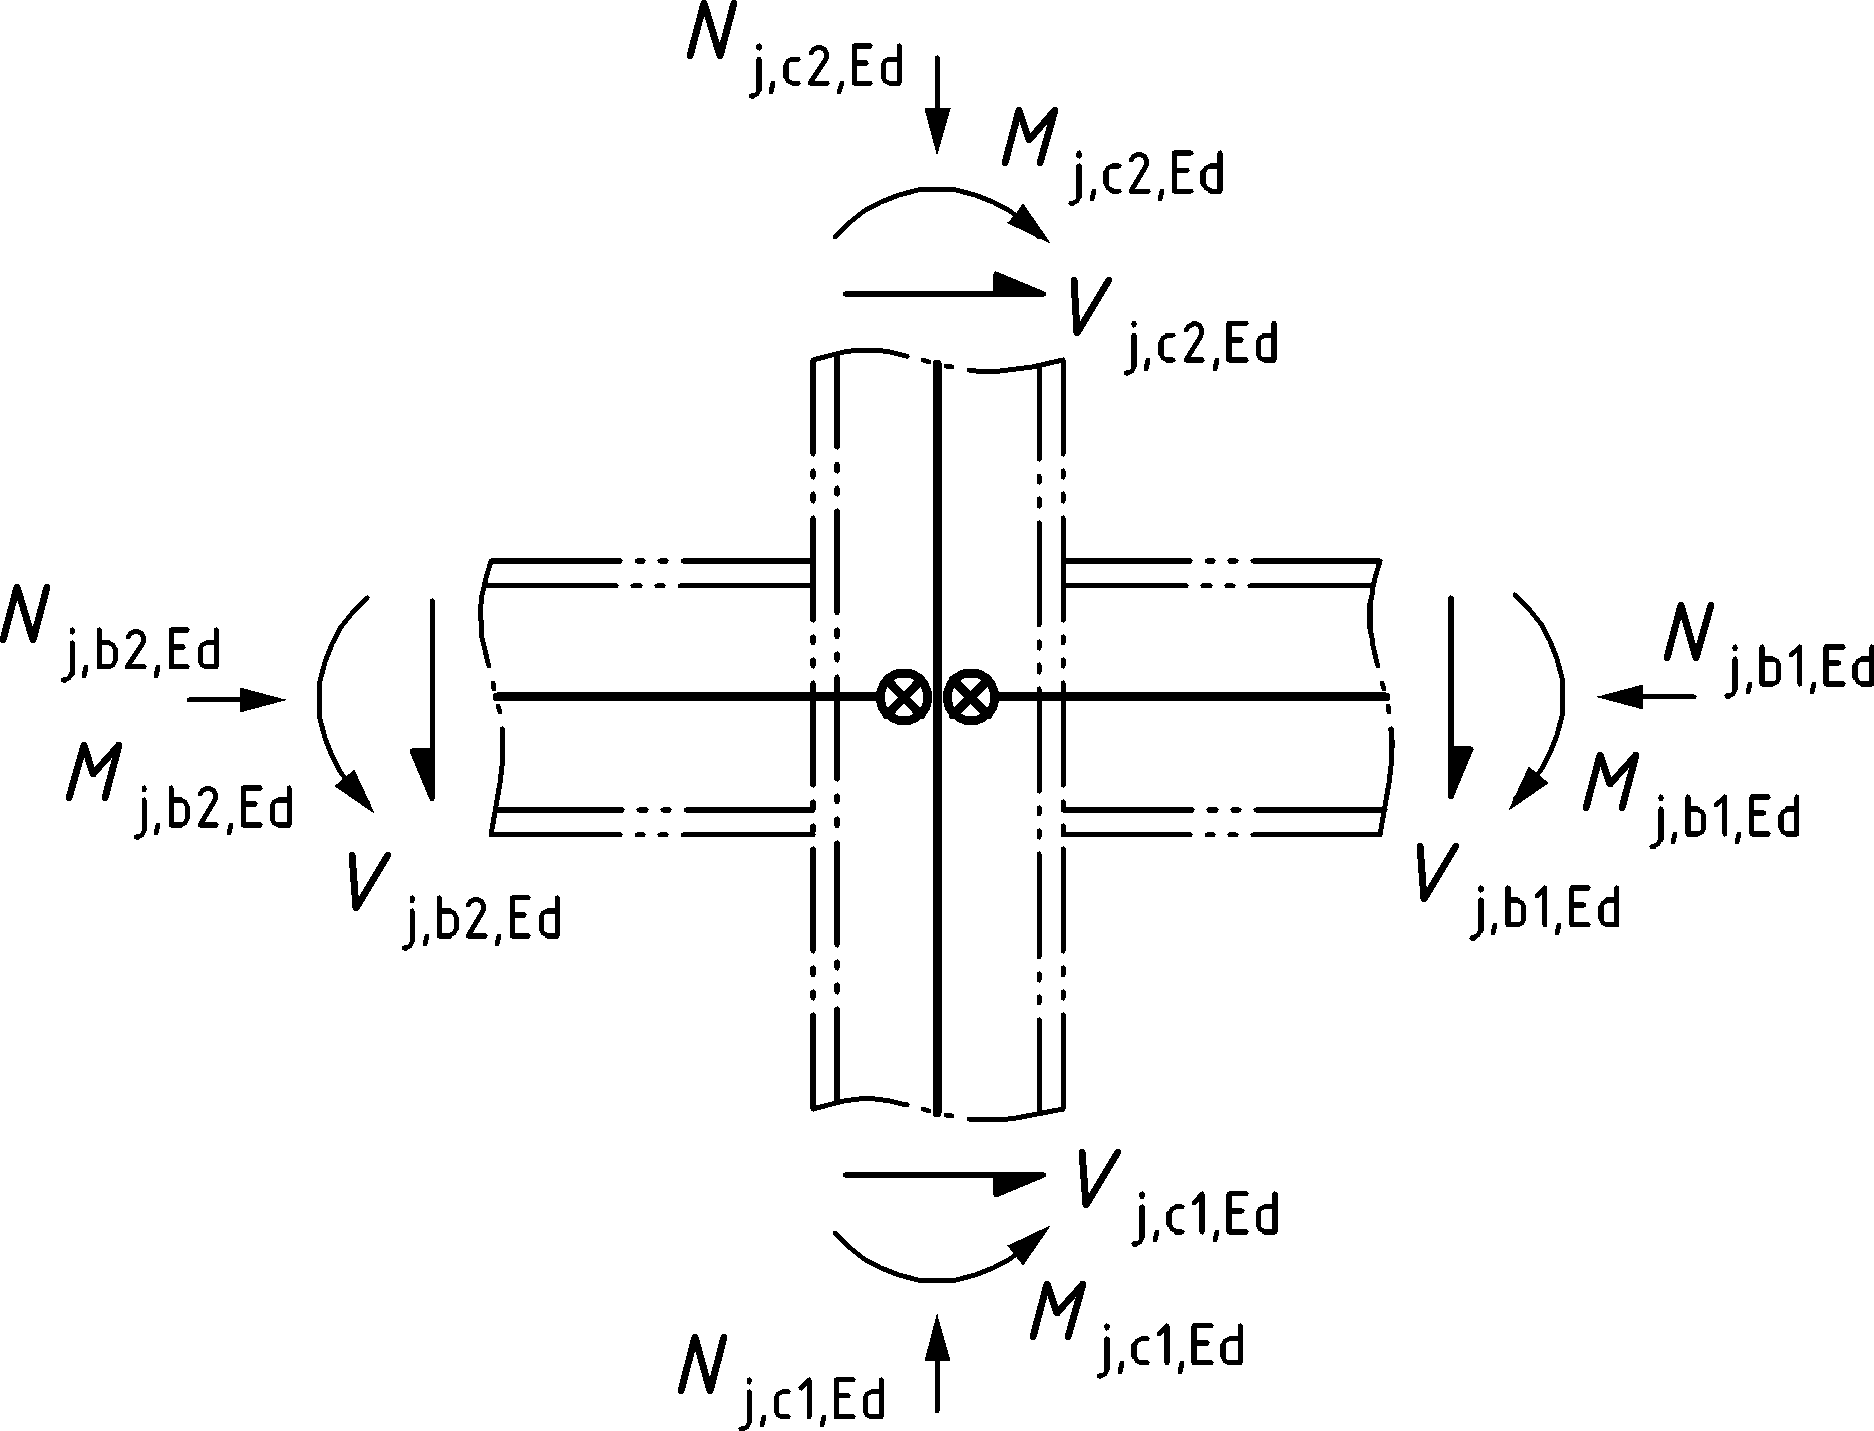 N j,c2,Ed
M j,c2,Ed
V j,c2,Ed
N j,b2,Ed
M j,b2,Ed
V j,b2,Ed
N j,b1,Ed
M j,b1,Ed
V j,b1,Ed
V j,c1,Ed
M j,c1,Ed
N j,c1,Ed